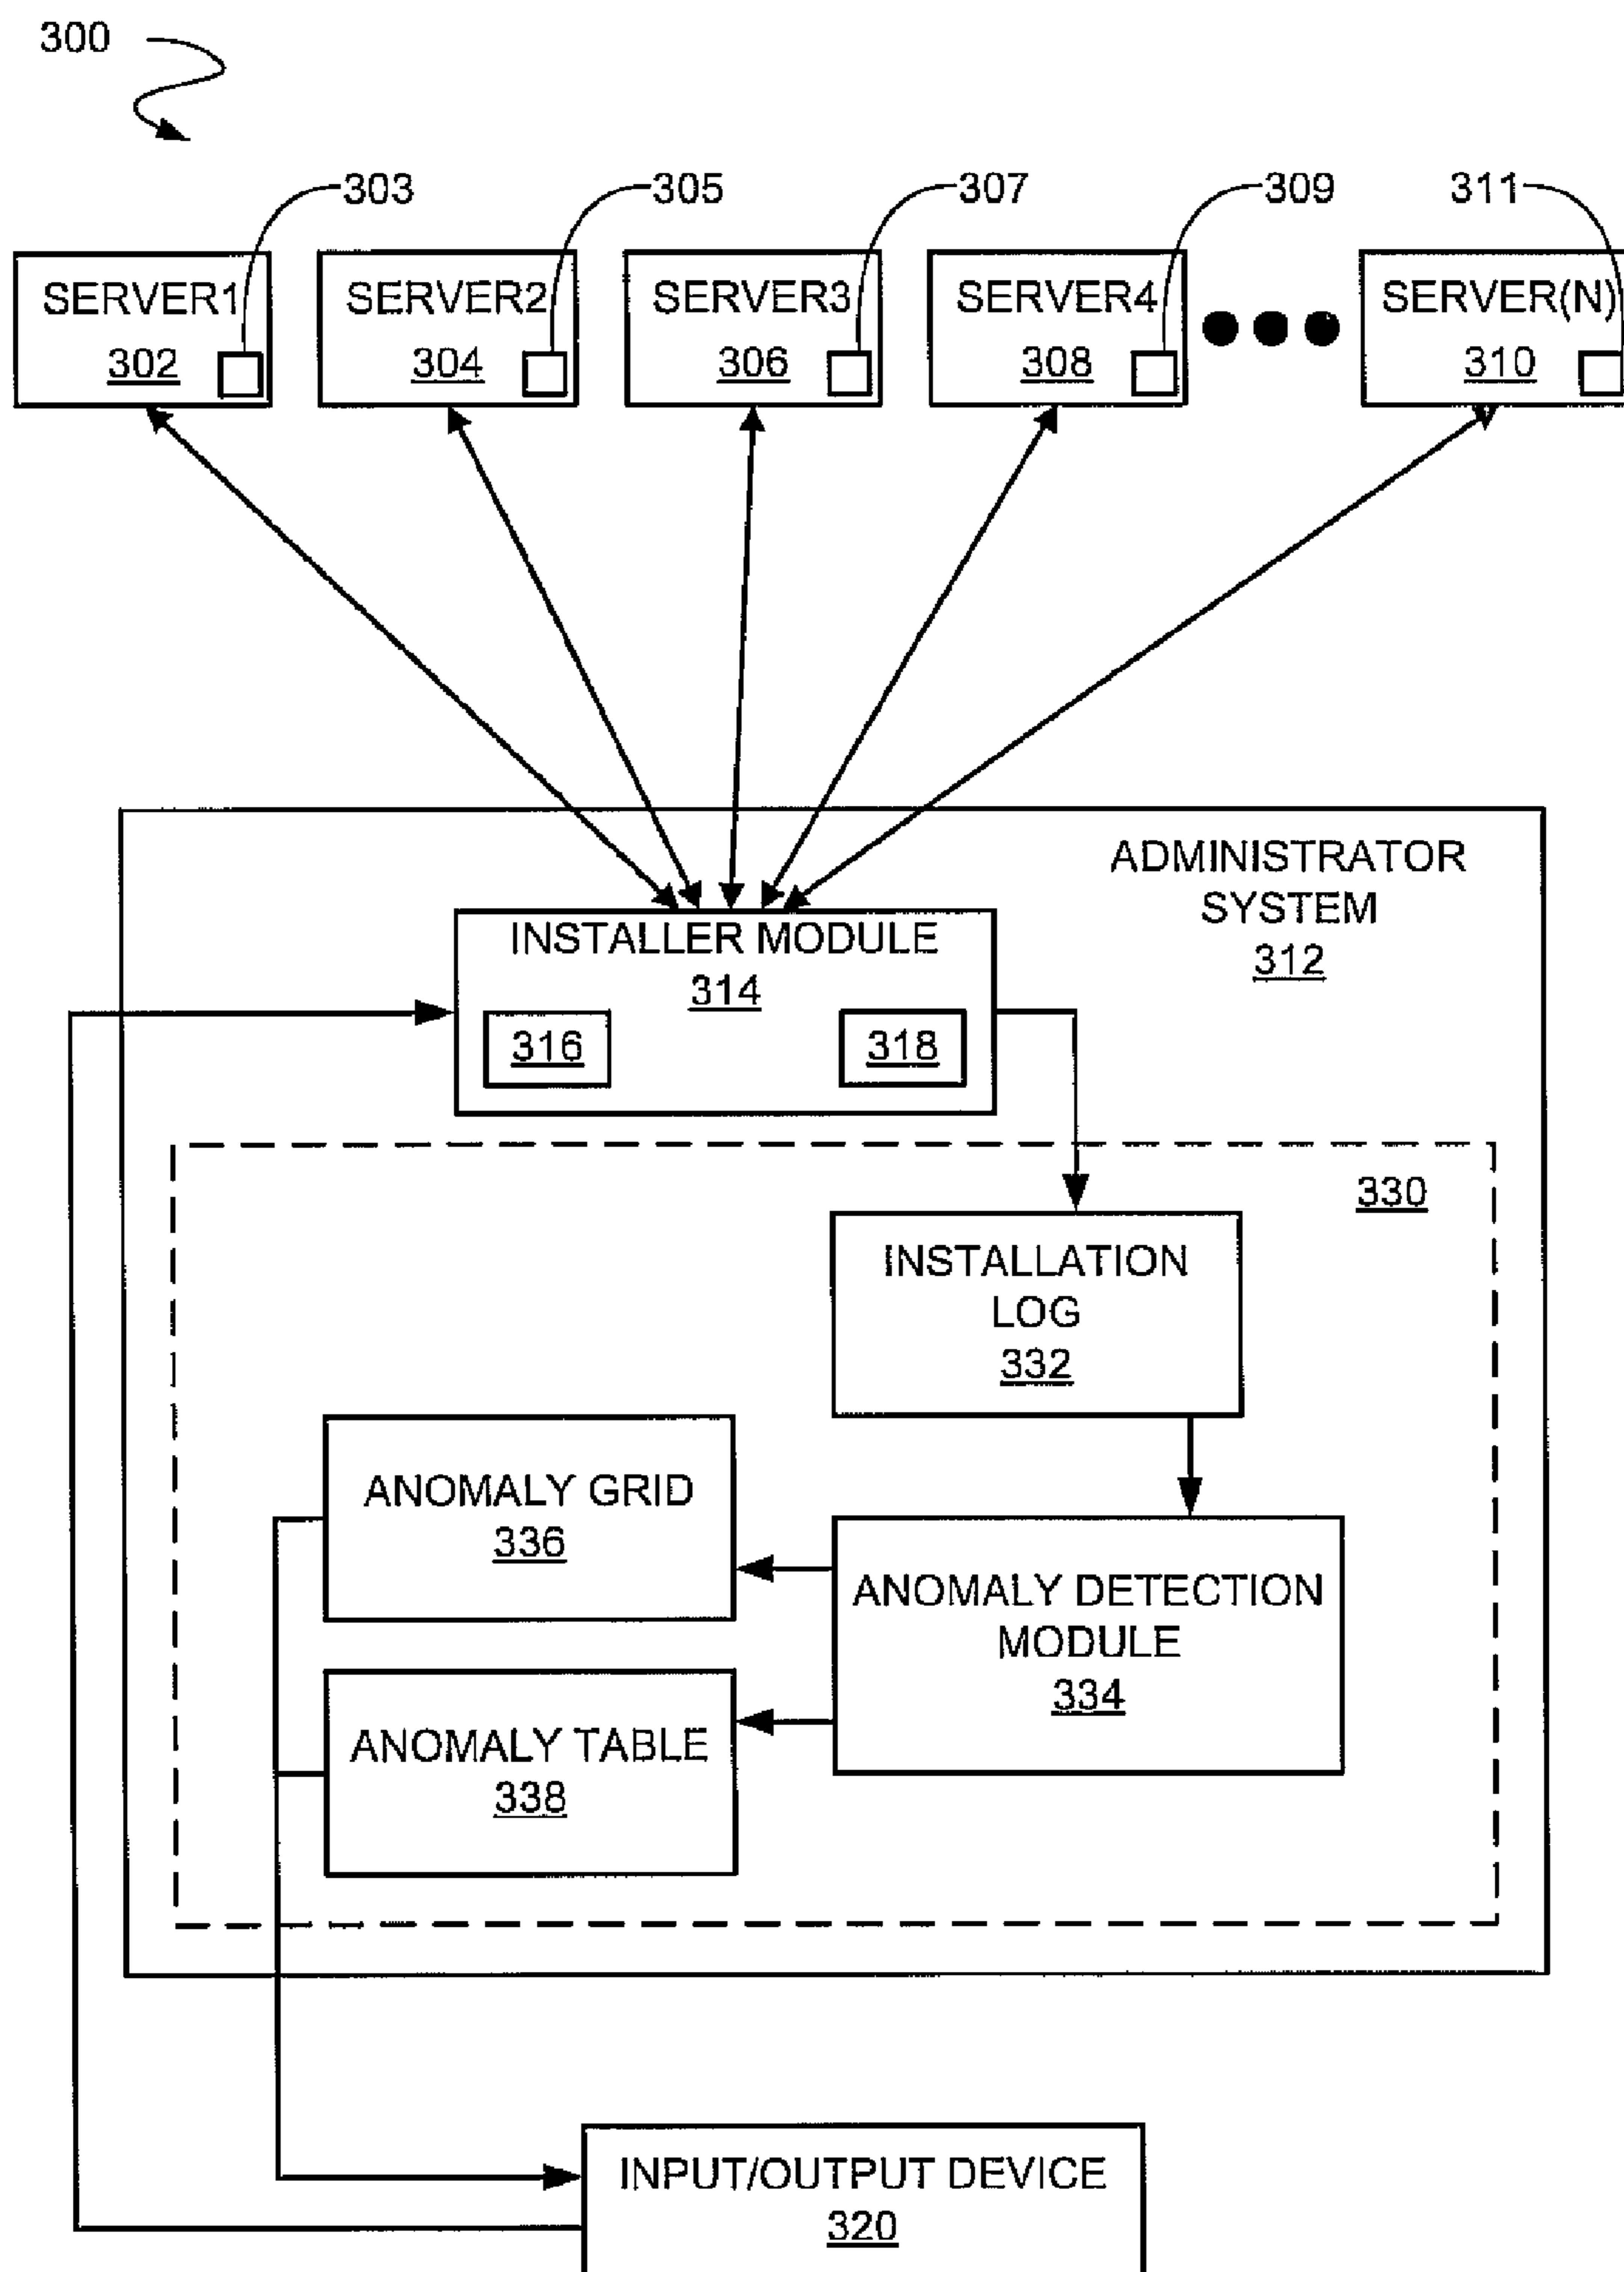 300
303
305
307
309
311
SERVER1
302
SERVER2
304
SERVER3
306
SERVER4
308
SERVER(N)
310
ADMINISTRATOR
SYSTEM
312
INSTALLER MODULE
314
316
318
330
INSTALLATION
LOG
332
ANOMALY GRID
336
ANOMALY DETECTION
MODULE
334
ANOMALY TABLE
338
INPUT/OUTPUT DEVICE
320